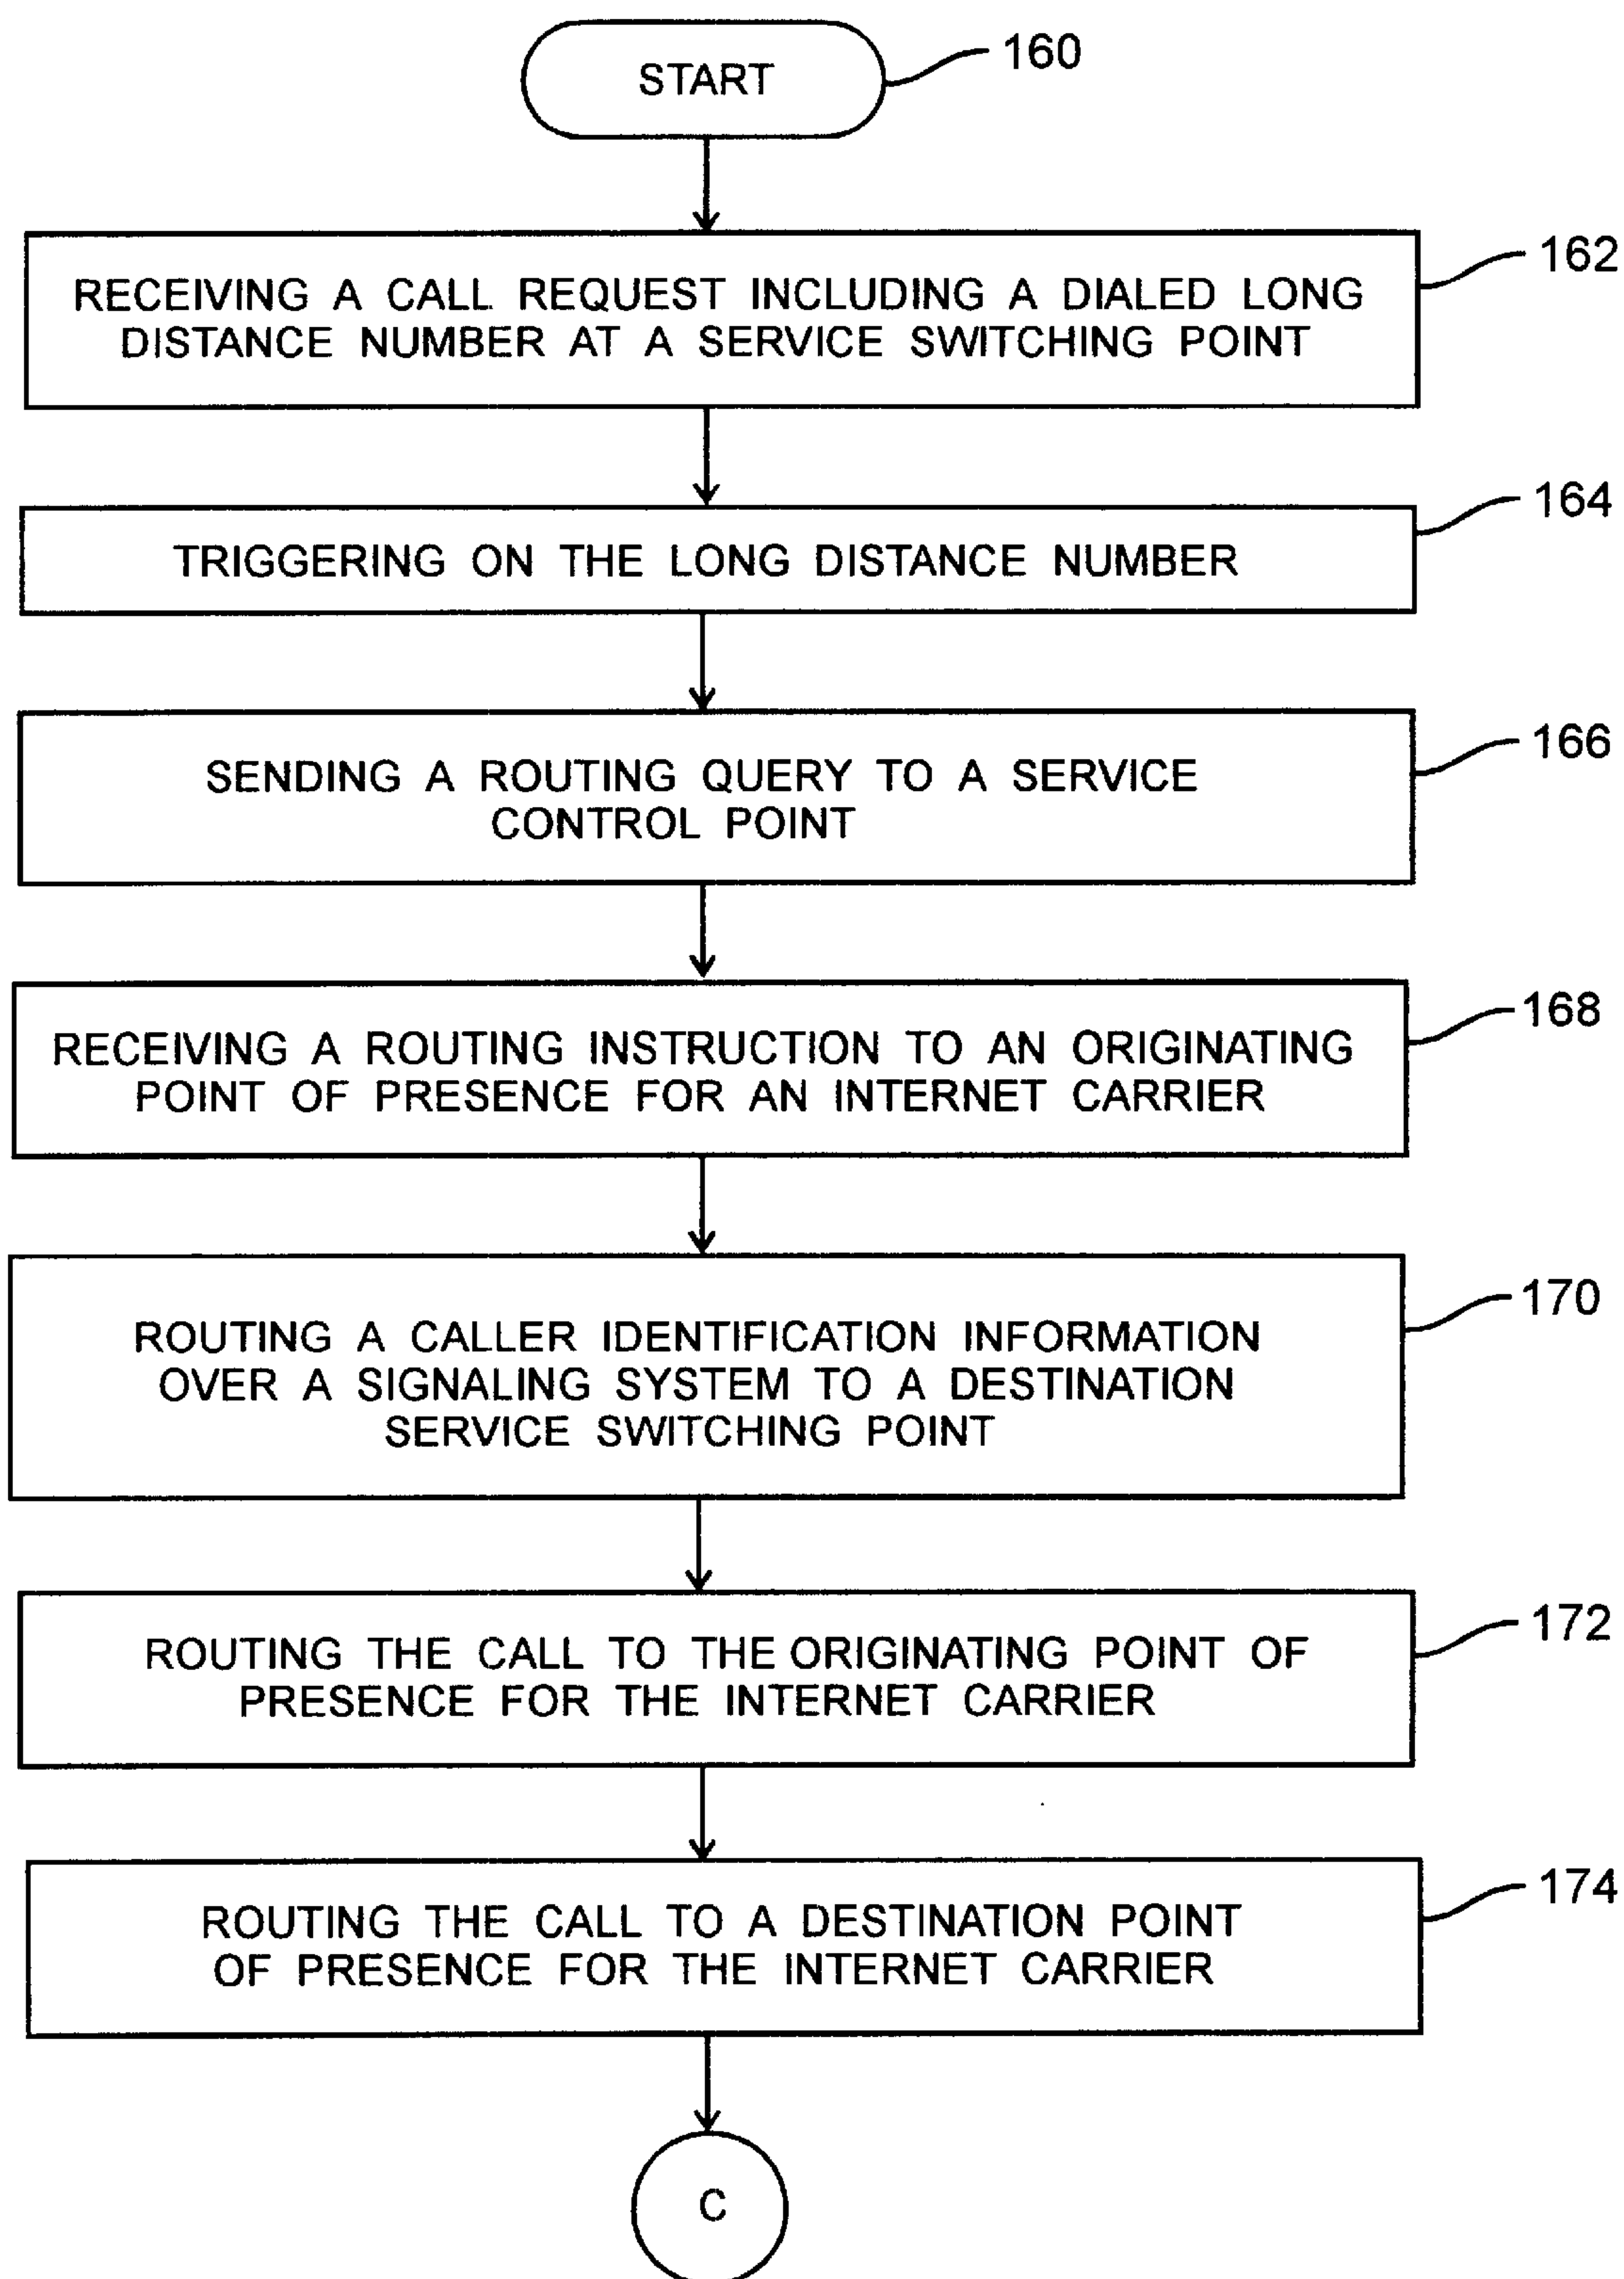 START
160
162
RECEIVING A CALL REQUEST INCLUDING A DIALED LONG
DISTANCE NUMBER AT A SERVICE SWITCHING POINT
164
TRIGGERING ON THE LONG DISTANCE NUMBER
166
SENDING A ROUTING QUERY TO A SERVICE
CONTROL POINT
168
RECEIVING A ROUTING INSTRUCTION TO AN ORIGINATING
POINT OF PRESENCE FOR AN INTERNET CARRIER
170
ROUTING A CALLER IDENTIFICATION INFORMATION
OVER A SIGNALING SYSTEM TO A DESTINATION
SERVICE SWITCHING POINT
172
ROUTING THE CALL TO THE ORIGINATING POINT OF
PRESENCE FOR THE INTERNET CARRIER
174
ROUTING THE CALL TO A DESTINATION POINT
OF PRESENCE FOR THE INTERNET CARRIER
C